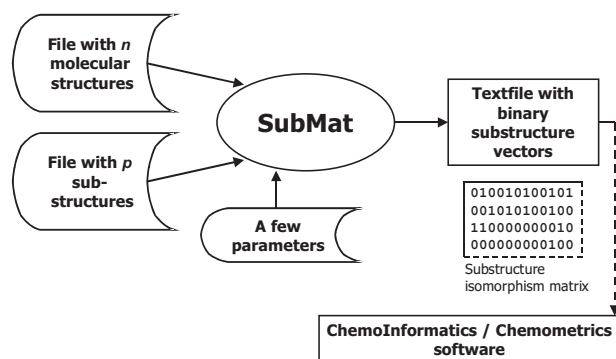 File with n
molecular
structures
File with p
sub-
structures
SubMat
A few
parameters
Textfile with
binary
substructure
vectors
010010100101
001010100100
110000000010
000000000100
Substructure
isomorphism matrix
ChemoInformatics / Chemometrics
software